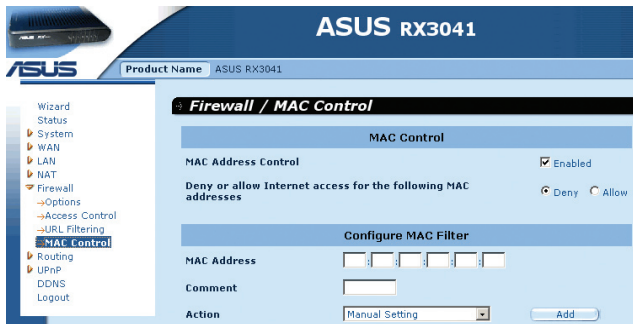 ASUS RX3041
ASUS
Product Name ASUS RX3041
Wizard
Status
System
WAN
LAN
NAT
Firewall
→Options
→Access Control
→URL Filtering
MAC Control
Routing
UPnP
DDNS
Logout
Firewall / MAC Control
MAC Control
MAC Address Control Enabled
Deny or allow Internet access for the following MAC
addresses
Deny Allow
Configure MAC Filter
MAC Address : : : : :
Comment
Action Manual Setting Add